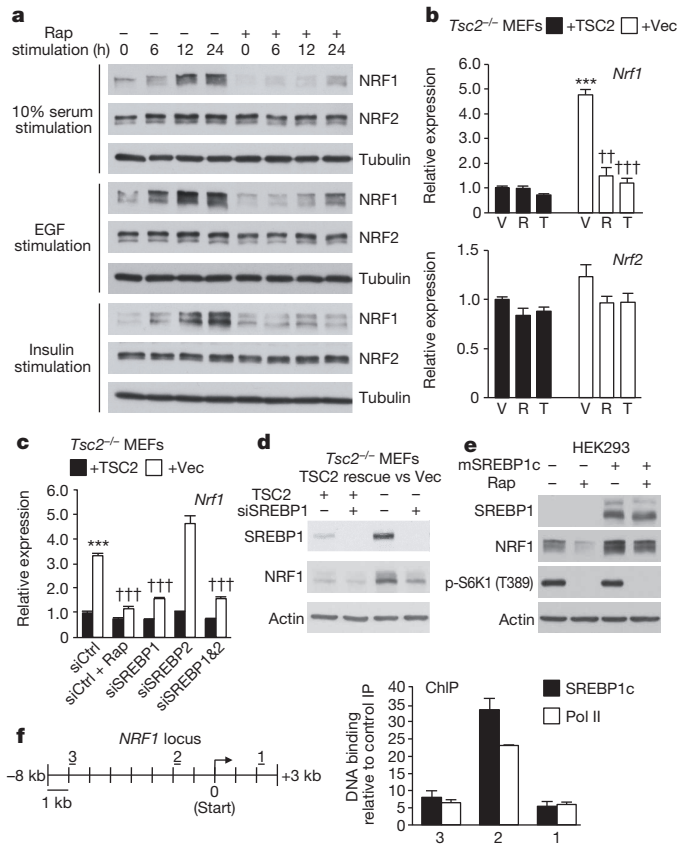 a
Rap – – – – + + + +
stimulation (h) 0 6 12 24 0 6 12 24
10% serum
stimulation
NRF1
NRF2
Tubulin
EGF
stimulation
NRF1
NRF2
Tubulin
Insulin
stimulation
NRF1
NRF2
Tubulin
b
Tsc2–/– MEFs +TSC2 +Vec
Relative expression
6.0
5.0
4.0
3.0
2.0
1.0
0
Nrf1
***
††
†††
V R T V R T
Relative expression
1.5
1.0
0.5
0
Nrf2
V R T V R T
c
Tsc2–/– MEFs
+TSC2 +Vec
Relative expression
6.0
5.0
4.0
3.0
2.0
1.0
0
Nrf1
***
†††
†††
†††
siCtrl
siCtrl + Rap
siSREBP1
siSREBP2
siSREBP1&2
d
Tsc2–/– MEFs
TSC2 rescue vs Vec
TSC2 + + – –
siSREBP1 – + – +
SREBP1
NRF1
Actin
e
HEK293
mSREBP1c – – + +
Rap – + – +
SREBP1
NRF1
p-S6K1 (T389)
Actin
f
NRF1 locus
3 2 1
–8 kb
+3 kb
1 kb
0
(Start)
DNA binding
relative to control IP
40
35
30
25
20
15
10
5
0
ChIP
SREBP1c
Pol II
3 2 1